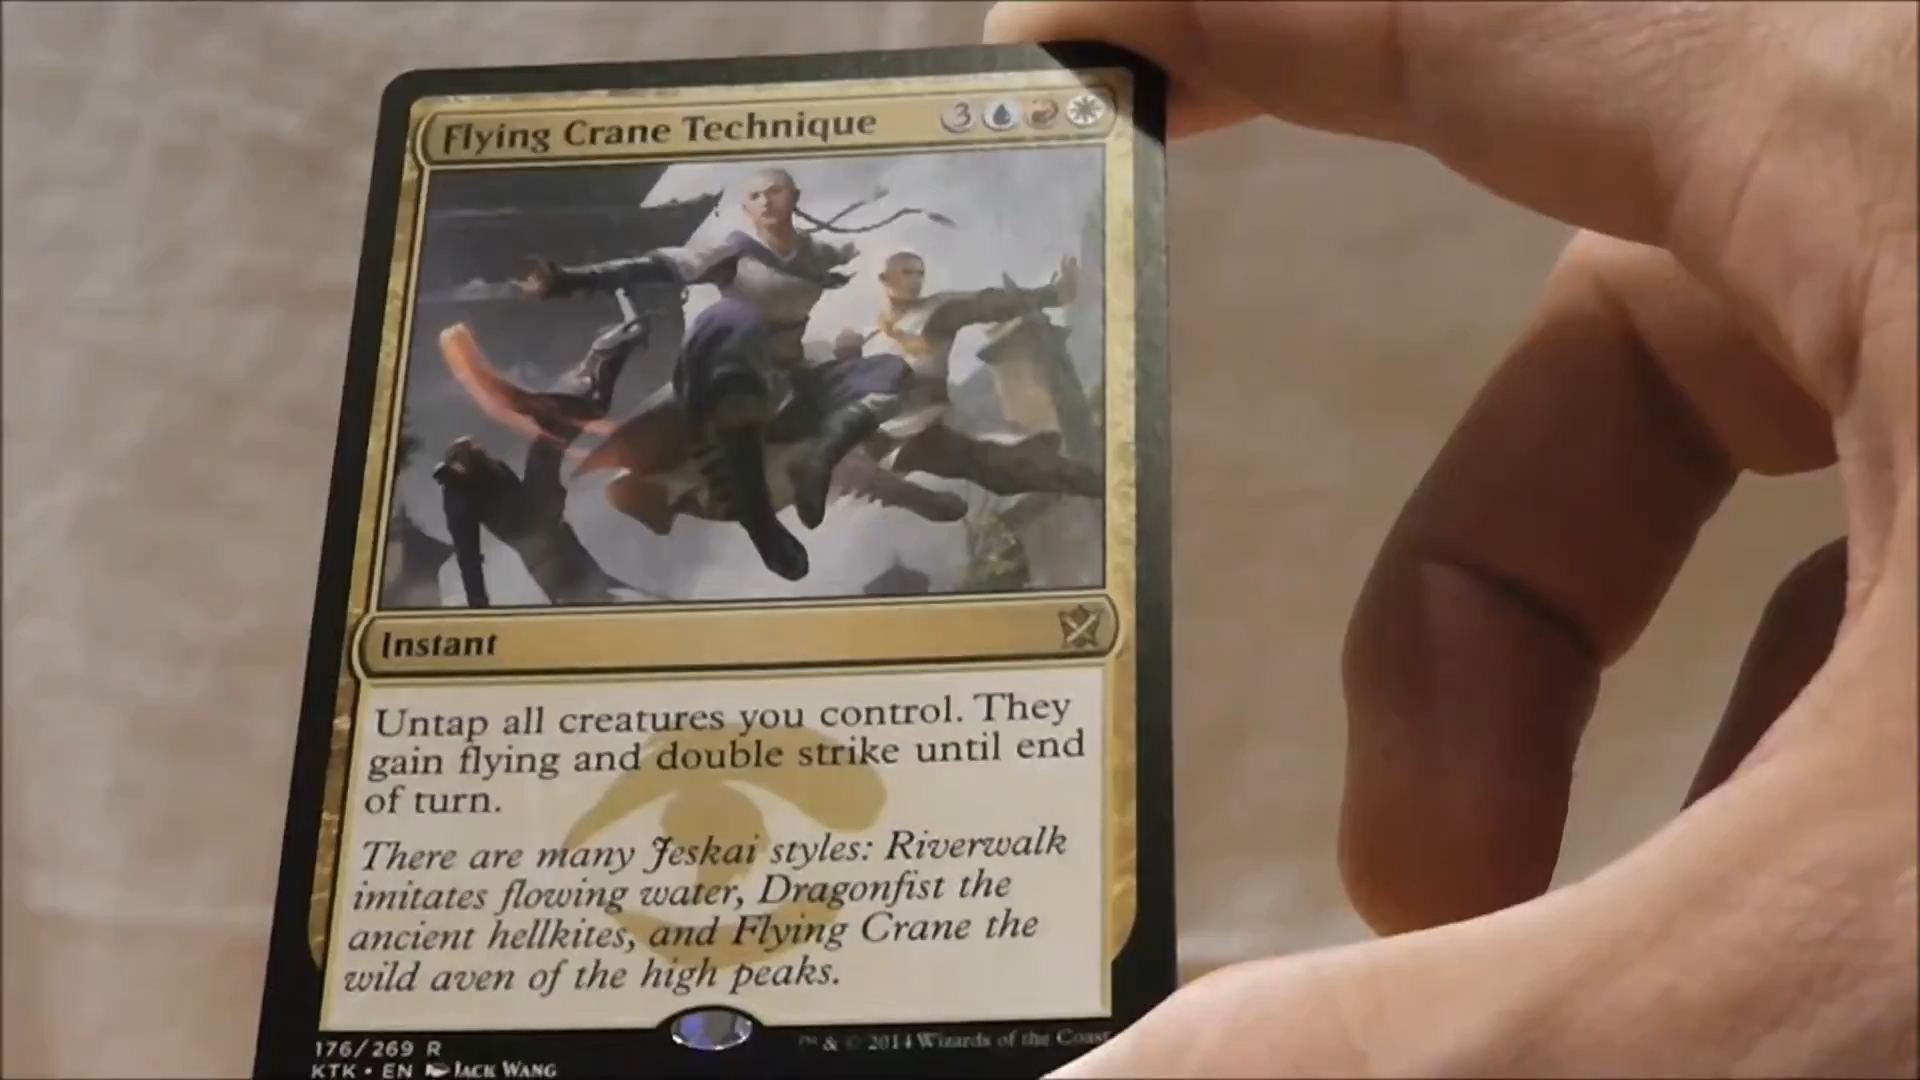 Flying Crane Technique 3
Instant
Untap all creatures you control. They
gain flying and double strike until end
of turn.
There are many Jeskai styles: Riverwalk
imitates flowing water, Dragonfist the
ancient hellkites, and Flying Crane the
wild aven of the high peaks.
176/269 R
™ & © 2014 Wizards of the Coast
KTK • EN Jack Wang